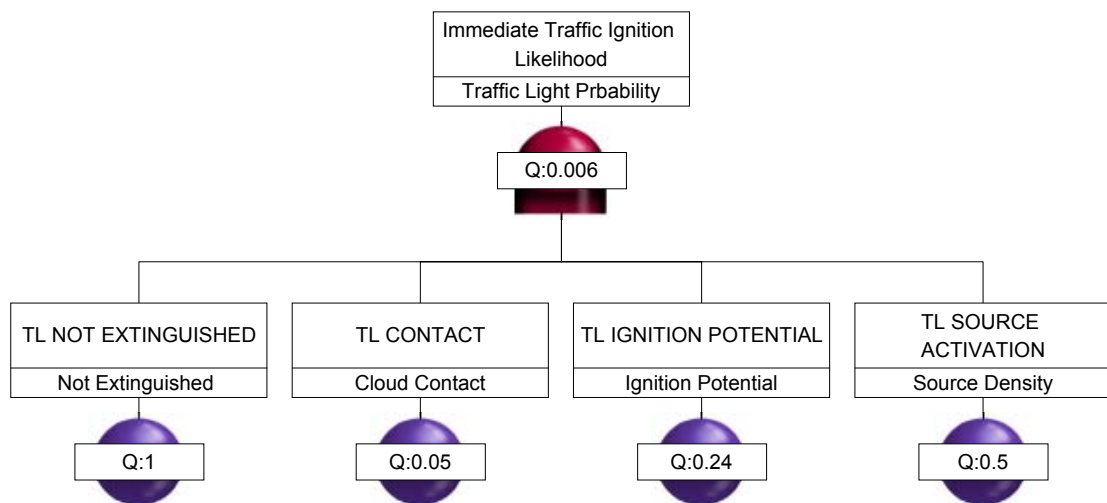 Immediate Traffic Ignition
Likelihood
Traffic Light Prbability
Q:0.006
TL NOT EXTINGUISHED
Not Extinguished
Q:1
TL CONTACT
Cloud Contact
Q:0.05
TL IGNITION POTENTIAL
Ignition Potential
Q:0.24
TL SOURCE
ACTIVATION
Source Density
Q:0.5